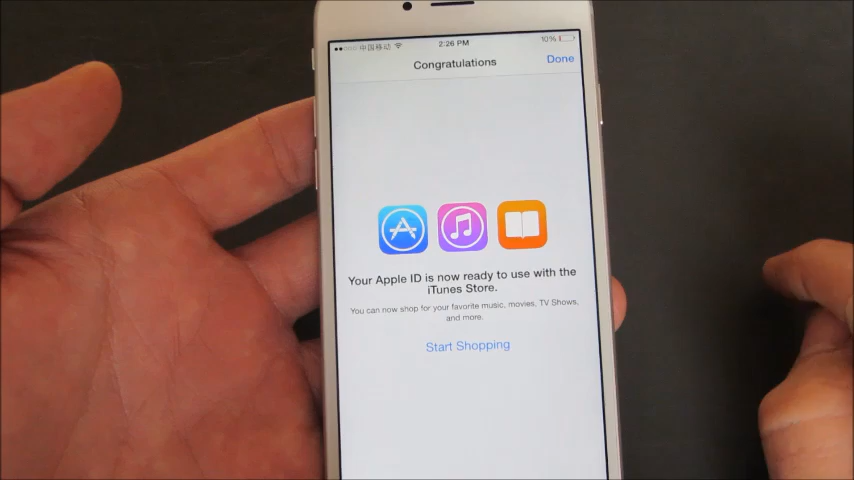 中国移动 2:26 PM 10%
Congratulations Done
Your Apple ID is now ready to use with the
iTunes Store.
You can now shop for your favorite music, movies, TV Shows,
and more.
Start Shopping